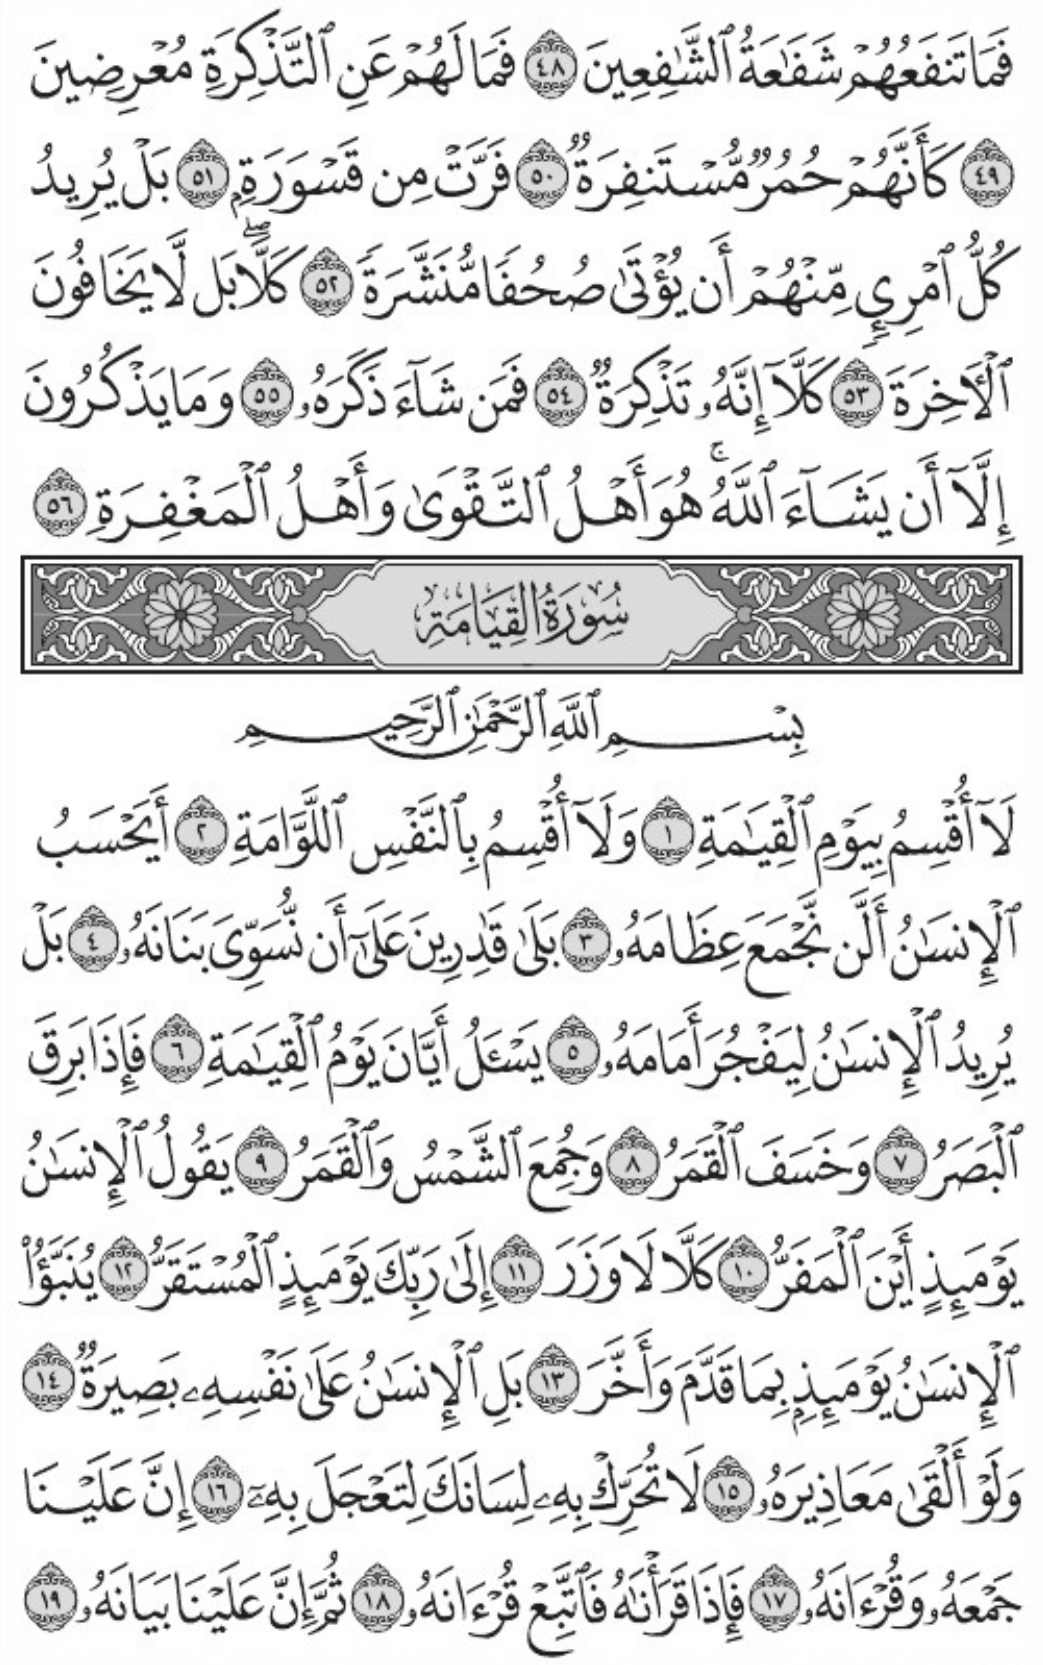 فَمَا تَنفَعُهُمْ شَفَٰعَةُ ٱلشَّٰفِعِينَ ٤٨ فَمَا لَهُمْ عَنِ ٱلتَّذْكِرَةِ مُعْرِضِينَ
٤٩ كَأَنَّهُمْ حُمُرٌ مُّسْتَنفِرَةٌ ٥٠ فَرَّتْ مِن قَسْوَرَةٍۭ ٥١ بَلْ يُرِيدُ
كُلُّ ٱمْرِئٍ مِّنْهُمْ أَن يُؤْتَىٰ صُحُفًا مُّنَشَّرَةً ٥٢ كَلَّاۖ بَل لَّا يَخَافُونَ
ٱلْأَخِرَةَ ٥٣ كَلَّآ إِنَّهُۥ تَذْكِرَةٌ ٥٤ فَمَن شَآءَ ذَكَرَهُۥ ٥٥ وَمَا يَذْكُرُونَ
إِلَّآ أَن يَشَآءَ ٱللَّهُۚ هُوَ أَهْلُ ٱلتَّقْوَىٰ وَأَهْلُ ٱلْمَغْفِرَةِ ٥٦
سُورَةُ القِيَامَةِ
بِسْمِ ٱللَّهِ ٱلرَّحْمَٰنِ ٱلرَّحِيمِ
لَآ أُقْسِمُ بِيَوْمِ ٱلْقِيَٰمَةِ ١ وَلَآ أُقْسِمُ بِٱلنَّفْسِ ٱللَّوَّامَةِ ٢ أَيَحْسَبُ
ٱلْإِنسَٰنُ أَلَّن نَّجْمَعَ عِظَامَهُۥ ٣ بَلَىٰ قَٰدِرِينَ عَلَىٰٓ أَن نُّسَوِّىَ بَنَانَهُۥ ٤ بَلْ
يُرِيدُ ٱلْإِنسَٰنُ لِيَفْجُرَ أَمَامَهُۥ ٥ يَسْـَٔلُ أَيَّانَ يَوْمُ ٱلْقِيَٰمَةِ ٦ فَإِذَا بَرِقَ
ٱلْبَصَرُ ٧ وَخَسَفَ ٱلْقَمَرُ ٨ وَجُمِعَ ٱلشَّمْسُ وَٱلْقَمَرُ ٩ يَقُولُ ٱلْإِنسَٰنُ
يَوْمَئِذٍ أَيْنَ ٱلْمَفَرُّ ١٠ كَلَّا لَا وَزَرَ ١١ إِلَىٰ رَبِّكَ يَوْمَئِذٍ ٱلْمُسْتَقَرُّ ١٢ يُنَبَّؤُا۟
ٱلْإِنسَٰنُ يَوْمَئِذٍۭ بِمَا قَدَّمَ وَأَخَّرَ ١٣ بَلِ ٱلْإِنسَٰنُ عَلَىٰ نَفْسِهِۦ بَصِيرَةٌ ١٤
وَلَوْ أَلْقَىٰ مَعَاذِيرَهُۥ ١٥ لَا تُحَرِّكْ بِهِۦ لِسَانَكَ لِتَعْجَلَ بِهِۦٓ ١٦ إِنَّ عَلَيْنَا
جَمْعَهُۥ وَقُرْءَانَهُۥ ١٧ فَإِذَا قَرَأْنَٰهُ فَٱتَّبِعْ قُرْءَانَهُۥ ١٨ ثُمَّ إِنَّ عَلَيْنَا بَيَانَهُۥ ١٩